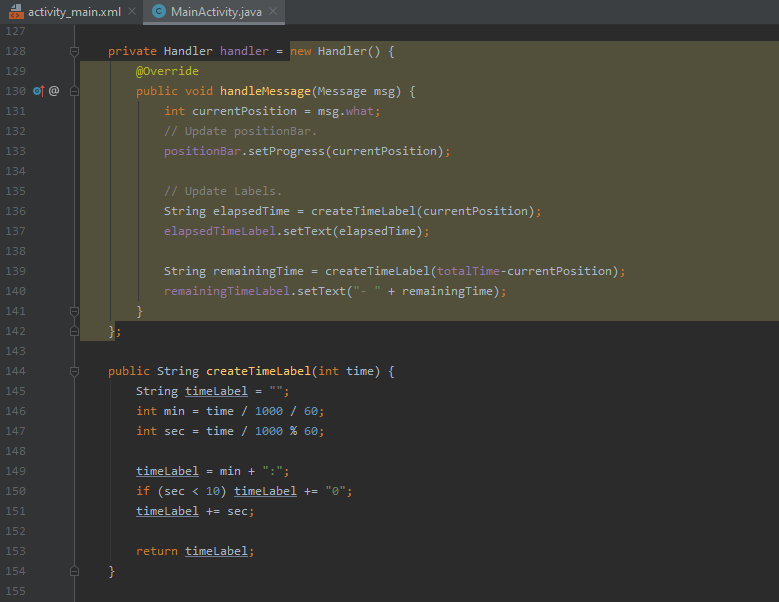 activity_main.xml × MainActivity.java ×
127
128 private Handler handler = new Handler() {
129 @Override
130 @ public void handleMessage(Message msg) {
131 int currentPosition = msg.what;
132 // Update positionBar.
133 positionBar.setProgress(currentPosition);
134
135 // Update Labels.
136 String elapsedTime = createTimeLabel(currentPosition);
137 elapsedTimeLabel.setText(elapsedTime);
138
139 String remainingTime = createTimeLabel(totalTime-currentPosition);
140 remainingTimeLabel.setText("- " + remainingTime);
141 }
142 };
143
144 public String createTimeLabel(int time) {
145 String timeLabel = "";
146 int min = time / 1000 / 60;
147 int sec = time / 1000 % 60;
148
149 timeLabel = min + ":";
150 if (sec < 10) timeLabel += "0";
151 timeLabel += sec;
152
153 return timeLabel;
154 }
155